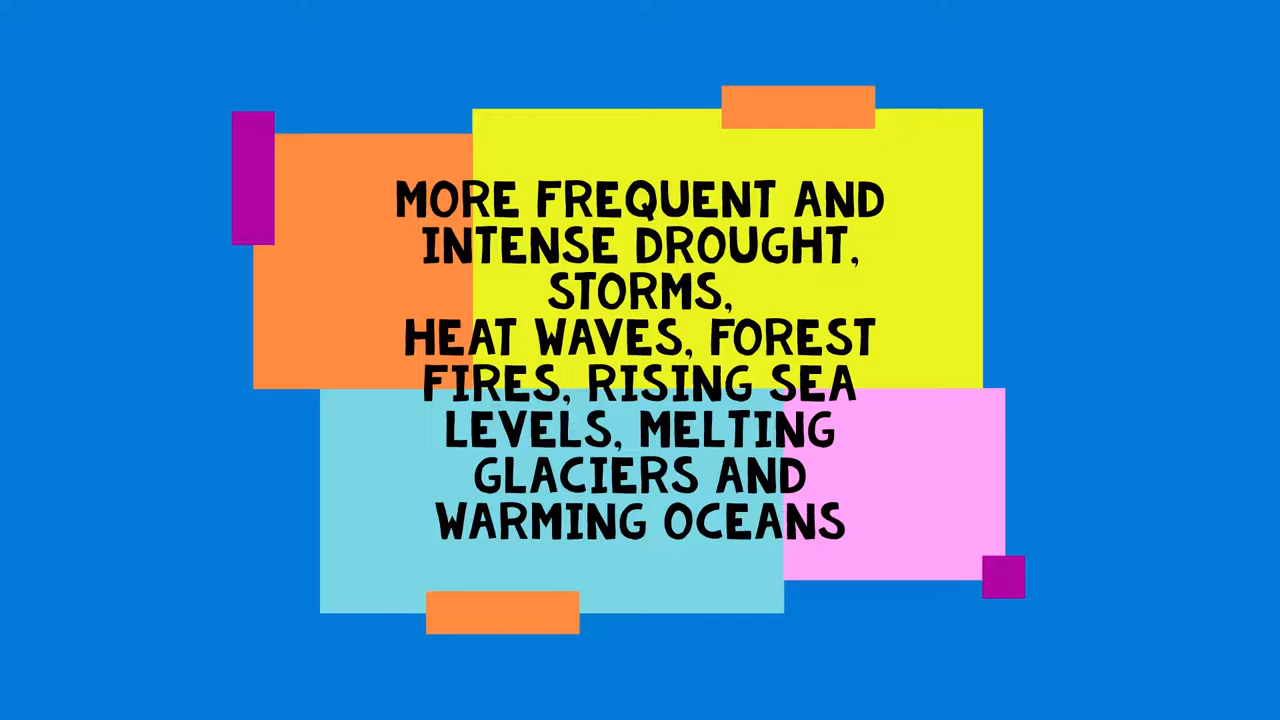 MORE FREQUENT AND
INTENSE DROUGHT,
STORMS,
HEAT WAVES, FOREST
FIRES, RISING SEA
LEVELS, MELTING
GLACIERS AND
WARMING OCEANS